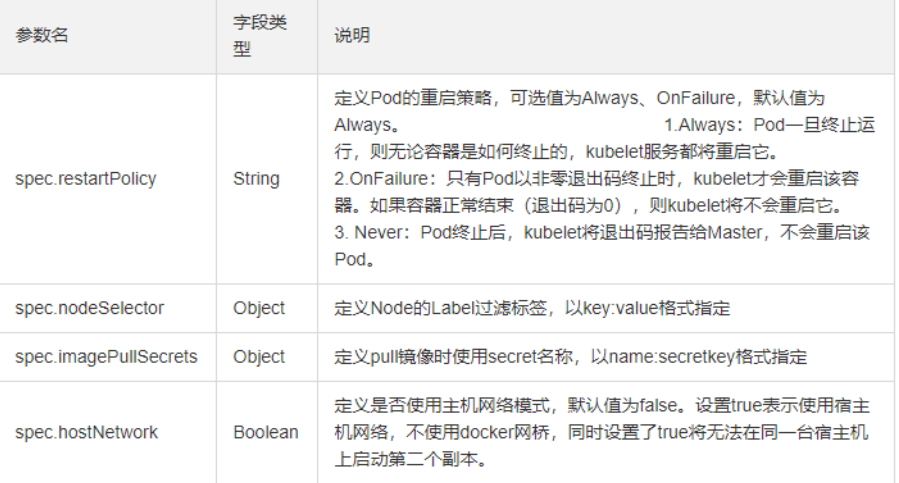 参数名
字段类
型
说明
spec.restartPolicy
String
定义Pod的重启策略，可选值为Always、OnFailure，默认值为
Always。 1.Always：Pod一旦终止运
行，则无论容器是如何终止的，kubelet服务都将重启它。
2.OnFailure：只有Pod以非零退出码终止时，kubelet才会重启该容
器。如果容器正常结束（退出码为0），则kubelet将不会重启它。
3. Never：Pod终止后，kubelet将退出码报告给Master，不会重启该
Pod。
spec.nodeSelector
Object
定义Node的Label过滤标签，以key:value格式指定
spec.imagePullSecrets
Object
定义pull镜像时使用secret名称，以name:secretkey格式指定
spec.hostNetwork
Boolean
定义是否使用主机网络模式，默认值为false。设置true表示使用宿主
机网络，不使用docker网桥，同时设置了true将无法在同一台宿主机
上启动第二个副本。